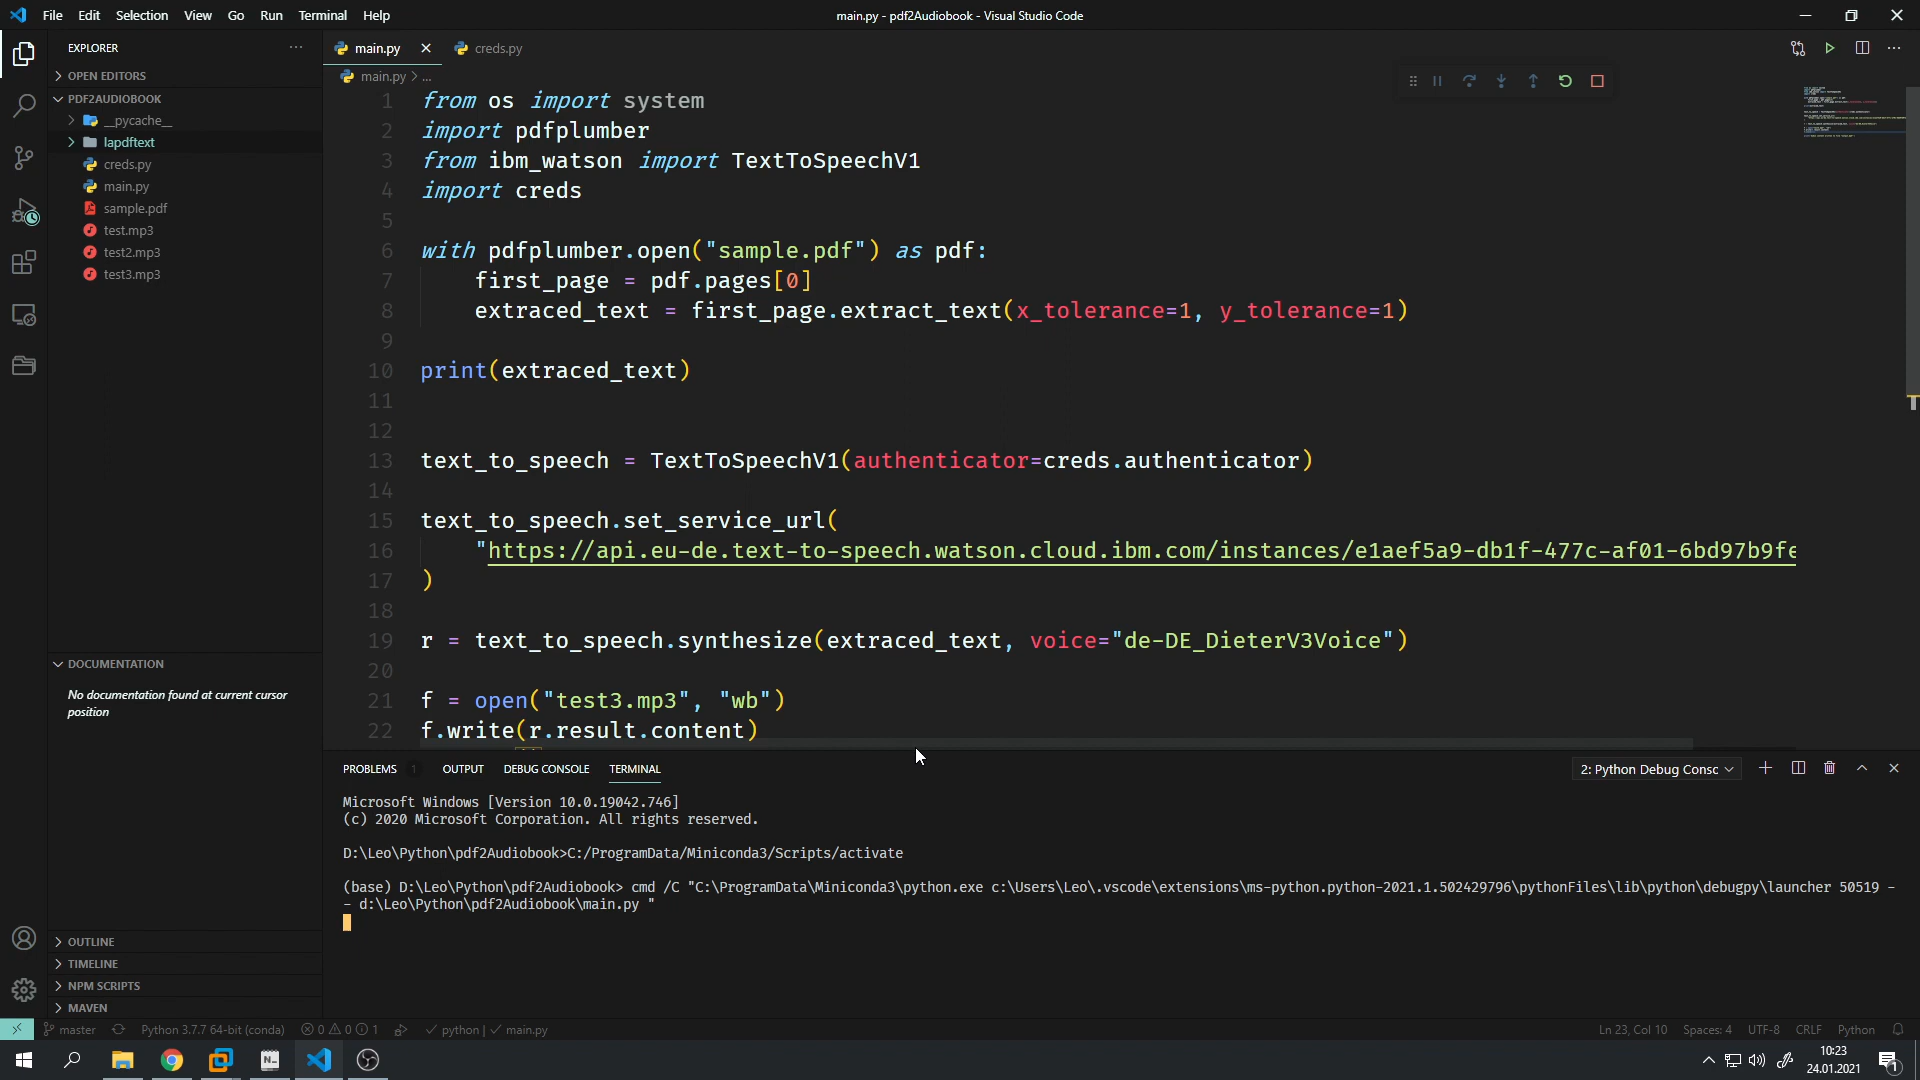 File Edit Selection View Go Run Terminal Help
main.py - pdf2Audiobook - Visual Studio Code
EXPLORER
OPEN EDITORS
PDF2AUDIOBOOK
__pycache__
lapdftext
creds.py
main.py
sample.pdf
test.mp3
test2.mp3
test3.mp3
DOCUMENTATION
No documentation found at current cursor
position
OUTLINE
TIMELINE
NPM SCRIPTS
MAVEN
main.py creds.py
main.py > ...
1 from os import system
2 import pdfplumber
3 from ibm_watson import TextToSpeechV1
4 import creds
5
6 with pdfplumber.open("sample.pdf") as pdf:
7 first_page = pdf.pages[0]
8 extraced_text = first_page.extract_text(x_tolerance=1, y_tolerance=1)
9
10 print(extraced_text)
11
12
13 text_to_speech = TextToSpeechV1(authenticator=creds.authenticator)
14
15 text_to_speech.set_service_url(
16 "https://api.eu-de.text-to-speech.watson.cloud.ibm.com/instances/e1aef5a9-db1f-477c-af01-6bd97b9fe
17 )
18
19 r = text_to_speech.synthesize(extraced_text, voice="de-DE_DieterV3Voice")
20
21 f = open("test3.mp3", "wb")
22 f.write(r.result.content)
PROBLEMS 1 OUTPUT DEBUG CONSOLE TERMINAL
2: Python Debug Consc
Microsoft Windows [Version 10.0.19042.746]
(c) 2020 Microsoft Corporation. All rights reserved.
D:\Leo\Python\pdf2Audiobook>C:/ProgramData/Miniconda3/Scripts/activate
(base) D:\Leo\Python\pdf2Audiobook> cmd /C "C:\ProgramData\Miniconda3\python.exe c:\Users\Leo\.vscode\extensions\ms-python.python-2021.1.502429796\pythonFiles\lib\python\debugpy\launcher 50519 -
- d:\Leo\Python\pdf2Audiobook\main.py "
master Python 3.7.7 64-bit (conda) 0 0 1 python | main.py
Ln 23, Col 10 Spaces: 4 UTF-8 CRLF Python
10:23
24.01.2021
1